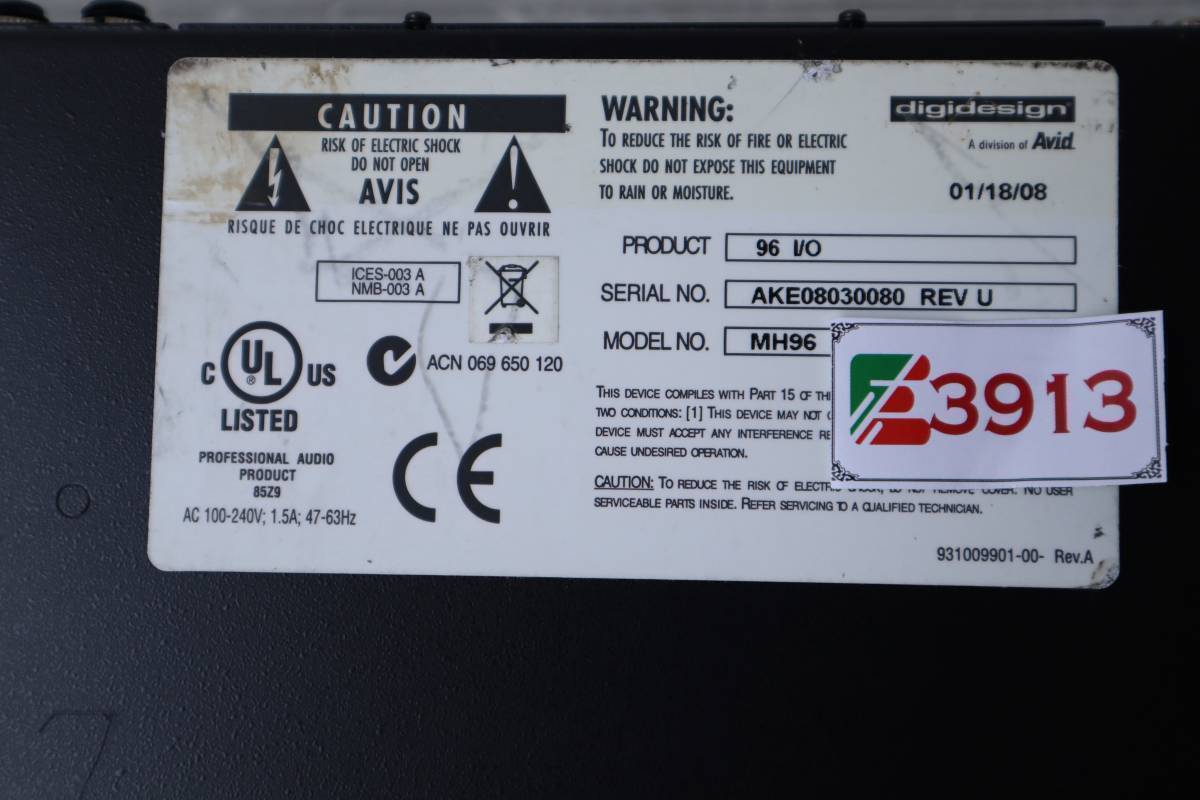 CAUTION
RISK OF ELECTRIC SHOCK
DO NOT OPEN
AVIS
RISQUE DE CHOC ELECTRIQUE NE PAS OUVRIR
ICES-003 A
NMB-003 A
C UL ® US
LISTED
PROFESSIONAL AUDIO
PRODUCT
85Z9
AC 100-240V; 1.5A; 47-63Hz
ACN 069 650 120
CE
WARNING:
TO REDUCE THE RISK OF FIRE OR ELECTRIC
SHOCK DO NOT EXPOSE THIS EQUIPMENT
TO RAIN OR MOISTURE.
digidesign
A division of Avid
01/18/08
PRODUCT 96 I/O
SERIAL NO. AKE08030080 REV U
MODEL NO. MH96
THIS DEVICE COMPLIES WITH PART 15 OF
TWO CONDITIONS: [1] THIS DEVICE MAY
DEVICE MUST ACCEPT ANY INTERFERENCE
CAUSE UNDESIRED OPERATION.
CAUTION: TO REDUCE THE RISK OF REMOVE COVER. NO USER
SERVICEABLE PARTS INSIDE. REFER SERVICING TO A QUALIFIED TECHNICIAN.
931009901-00- Rev.A
3913